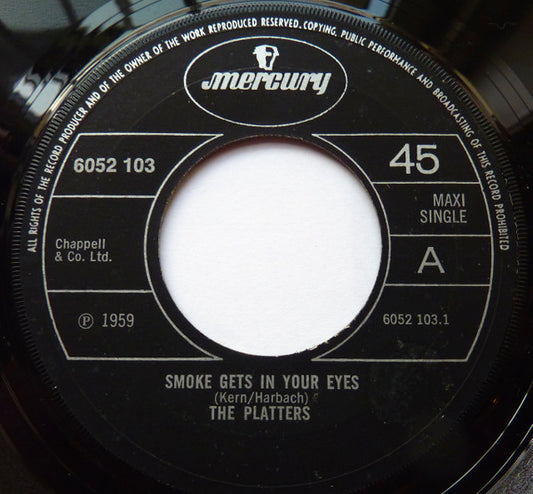 ALL RIGHTS OF THE RECORD PRODUCER AND OF THE OWNER OF THE WORK REPRODUCED RESERVED. COPYING, PUBLIC PERFORMANCE AND BROADCASTING OF THIS RECORD PROHIBITED
mercury
6052 103
45
MAXI
SINGLE
Chappell
& Co. Ltd.
A
℗ 1959
6052 103.1
SMOKE GETS IN YOUR EYES
(Kern/Harbach)
THE PLATTERS